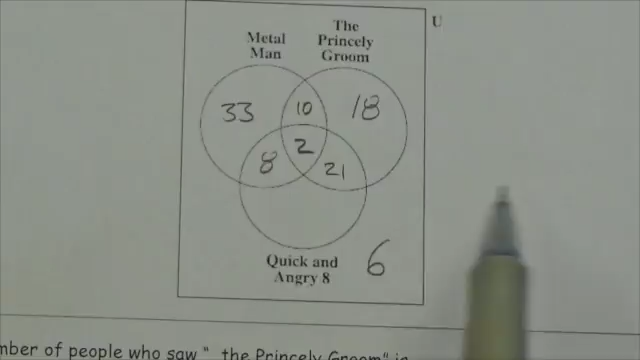 U
Metal
Man
The
Princely
Groom
33
10
18
2
8
21
Quick and
Angry 8
6
mber of people who saw " the Princely Groom" is